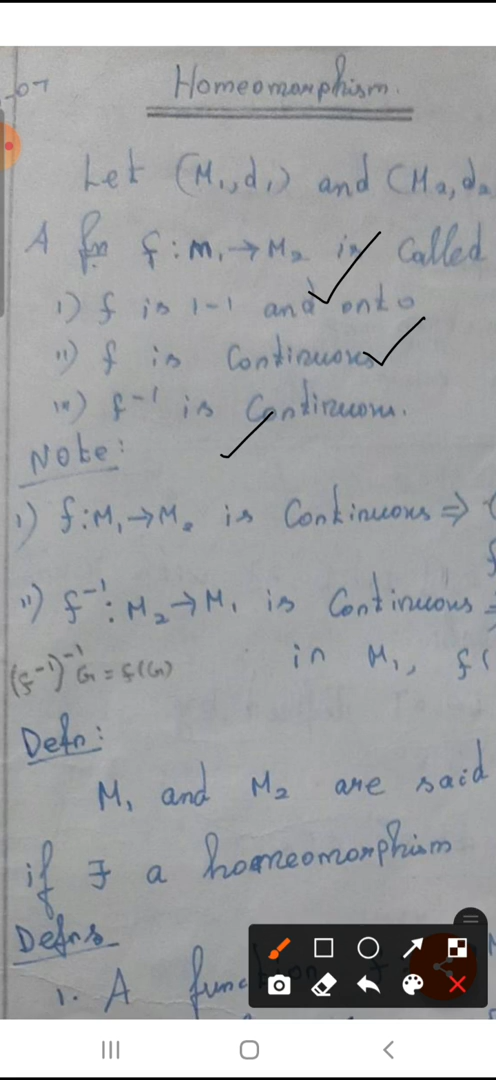 -07
Homeomorphism.
Let (M₁, d₁) and (M₂, d₂
A fn f : M₁ → M₂ is called
i) f is 1-1 and onto
ii) f is Continuous
iii) f⁻¹ is Continuous.
Note:
i) f: M₁ → M₂ is Continuous ⇒
ii) f⁻¹: M₂ → M₁ is Continuous ⇒
in M₁, f(
(f⁻¹)⁻¹ G = f(G)
Defn:
M₁ and M₂ are said
if ∃ a homeomorphism
Defns
1. A function